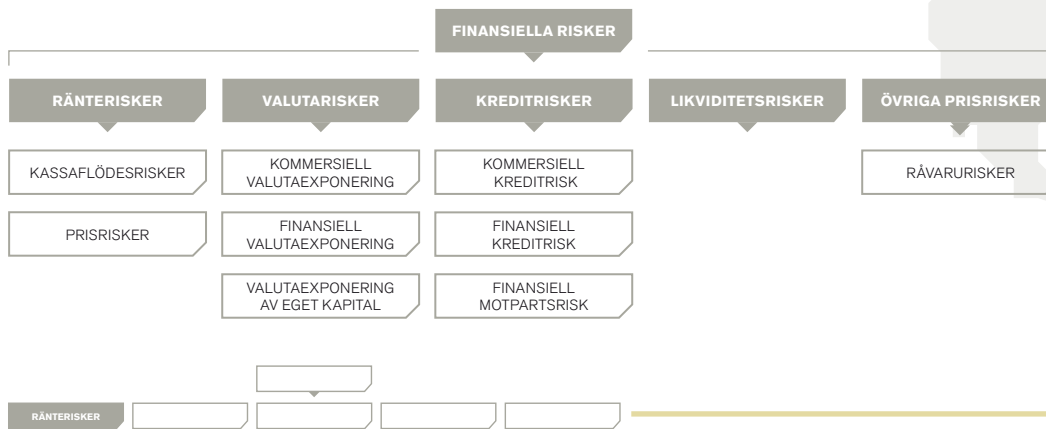 FINANSIELLA RISKER
RÄNTERISKER
VALUTARISKER
KREDITRISKER
LIKVIDITETSRISKER
ÖVRIGA PRISRISKER
KASSAFLÖDESRISKER
PRISRISKER
KOMMERSIELL
VALUTAEXPONERING
FINANSIELL
VALUTAEXPONERING
VALUTAEXPONERING
AV EGET KAPITAL
KOMMERSIELL
KREDITRISK
FINANSIELL
KREDITRISK
FINANSIELL
MOTPARTSRISK
RÅVARURISKER
RÄNTERISKER